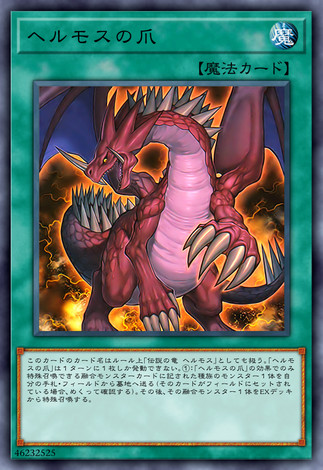 ヘルモスの爪
魔
【魔法カード】
このカードのカード名はルール上「伝説の竜 ヘルモス」としても扱う。「ヘルモ
スの爪」は1ターンに1枚しか発動できない。①:「ヘルモスの爪」の効果でのみ
特殊召喚できる融合モンスターカードに記された種族のモンスター1体を自
分の手札・フィールドから墓地へ送る(そのカードがフィールドにセットされ
ている場合、めくって確認する)。その後、その融合モンスター1体をEXデッキ
から特殊召喚する。
46232525